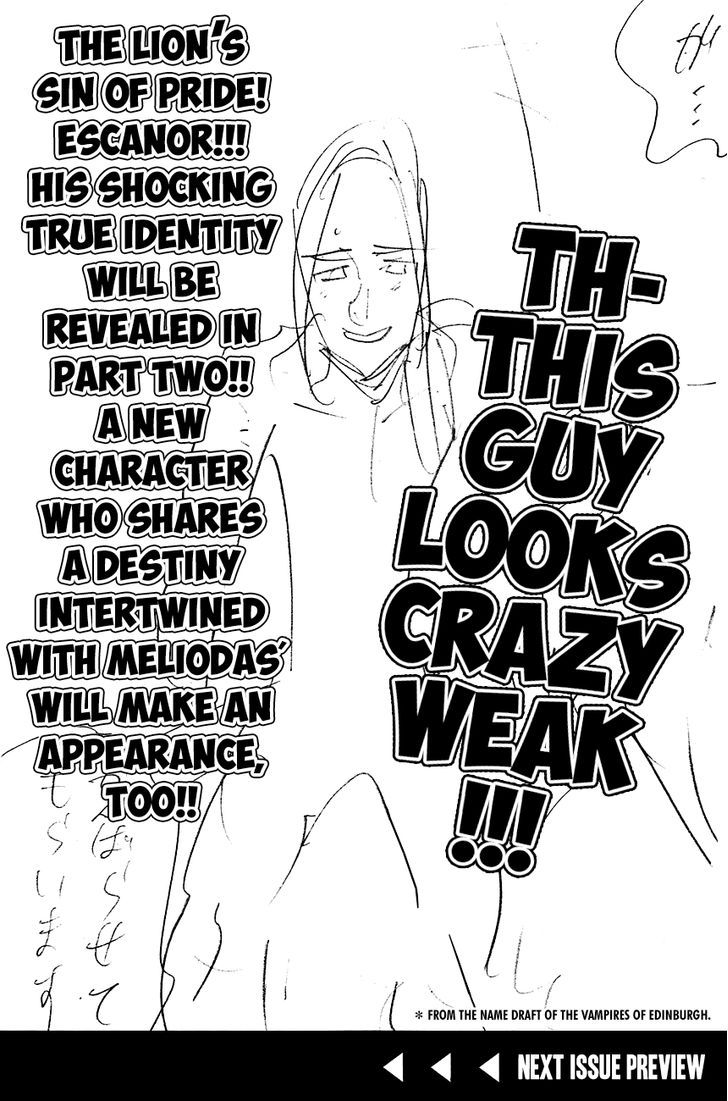 TH-
THIS
GUY
LOOKS
CRAZY
WEAK
!!!
THE LION'S
SIN OF PRIDE!
ESCANOR!!!
HIS SHOCKING
TRUE IDENTITY
WILL BE
REVEALED IN
PART TWO!!
A NEW
CHARACTER
WHO SHARES
A DESTINY
INTERTWINED
WITH MELIODAS'
WILL MAKE AN
APPEARANCE,
TOO!!
* FROM THE NAME DRAFT OF THE VAMPIRES OF EDINBURGH.
NEXT ISSUE PREVIEW